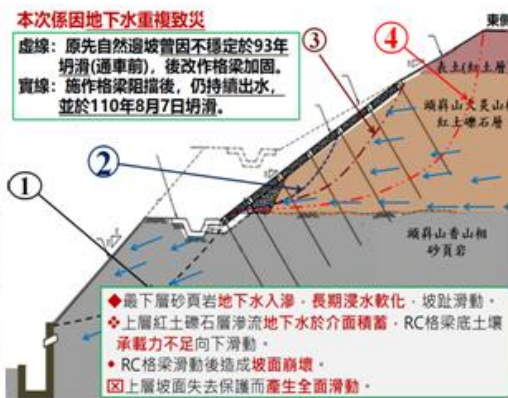 本次係因地下水重複致災
虛線：原先自然邊坡曾因不穩定於93年
坍滑(通車前)，後改作格梁加固。
實線：施作格梁阻擋後，仍持續出水，
並於110年8月7日坍滑。
東側
③
④
表土(紅土層)
頭嵙山火炎山相
紅土礫石層
②
①
頭嵙山香山相
砂頁岩
◆最下層砂頁岩地下水入滲，長期浸水軟化，坡趾滑動。
❖上層紅土礫石層滲流地下水於介面積蓄，RC格梁底土壤
承載力不足向下滑動。
◆RC格梁滑動後造成坡面崩壞。
☒上層坡面失去保護而產生全面滑動。